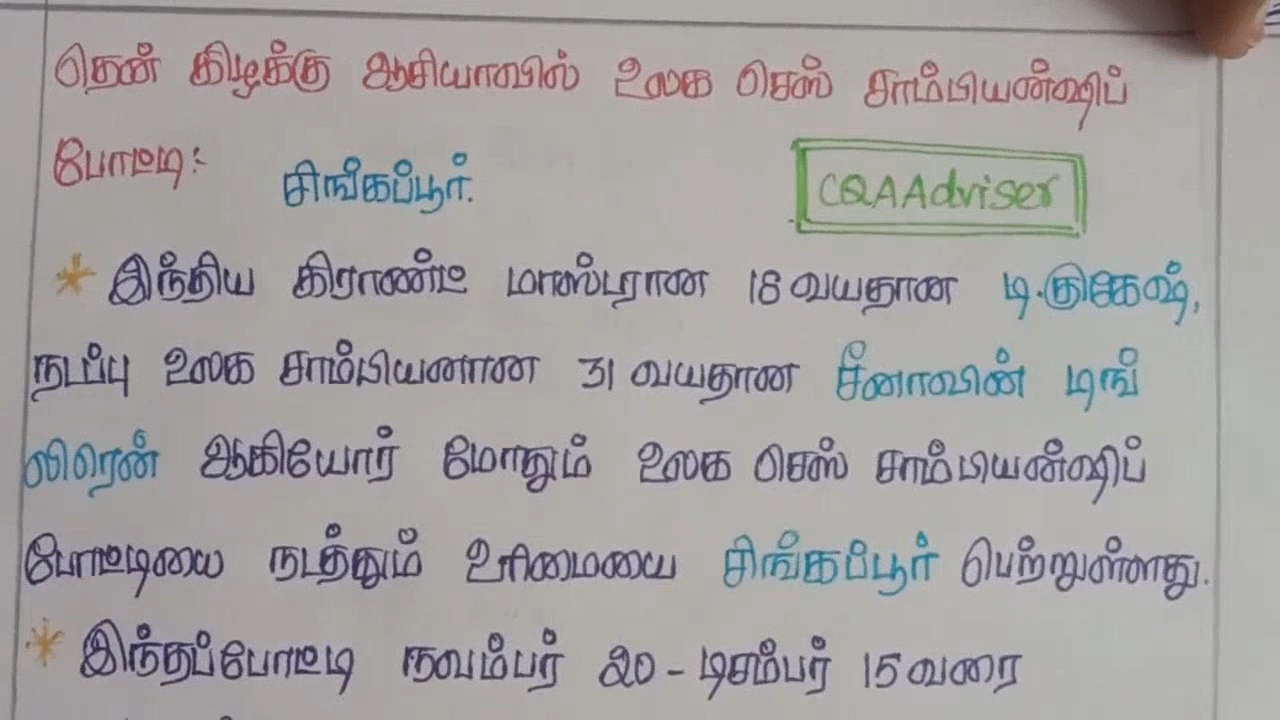 தென் கிழக்கு ஆசியாவில் உலக செஸ் சாம்பியன்ஷிப்
போட்டி: சிங்கப்பூர்.
CQAAdviser
* இந்திய கிராண்ட் மாஸ்டரான 18 வயதான டி.குகேஷ்,
நடப்பு உலக சாம்பியனான 31 வயதான சீனாவின் டிங்
லிரென் ஆகியோர் மோதும் உலக செஸ் சாம்பியன்ஷிப்
போட்டியை நடத்தும் உரிமையை சிங்கப்பூர் பெற்றுள்ளது.
* இந்தப்போட்டி நவம்பர் 20 - டிசம்பர் 15 வரை